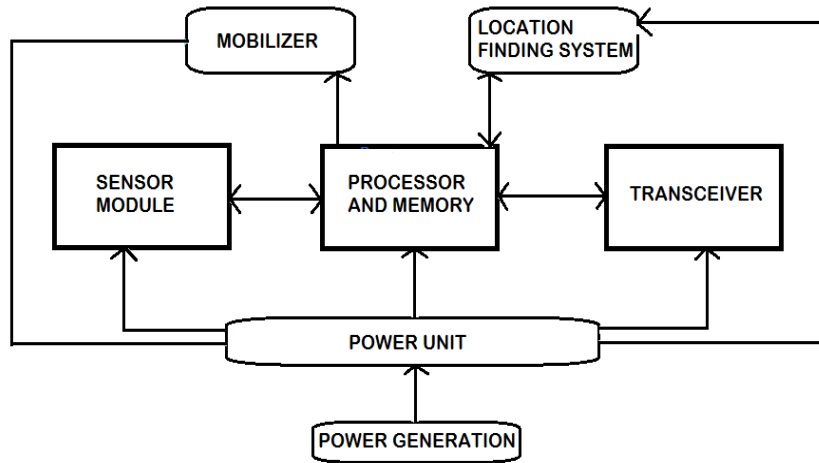 MOBILIZER
LOCATION
FINDING SYSTEM
SENSOR
MODULE
PROCESSOR
AND MEMORY
TRANSCEIVER
POWER UNIT
POWER GENERATION